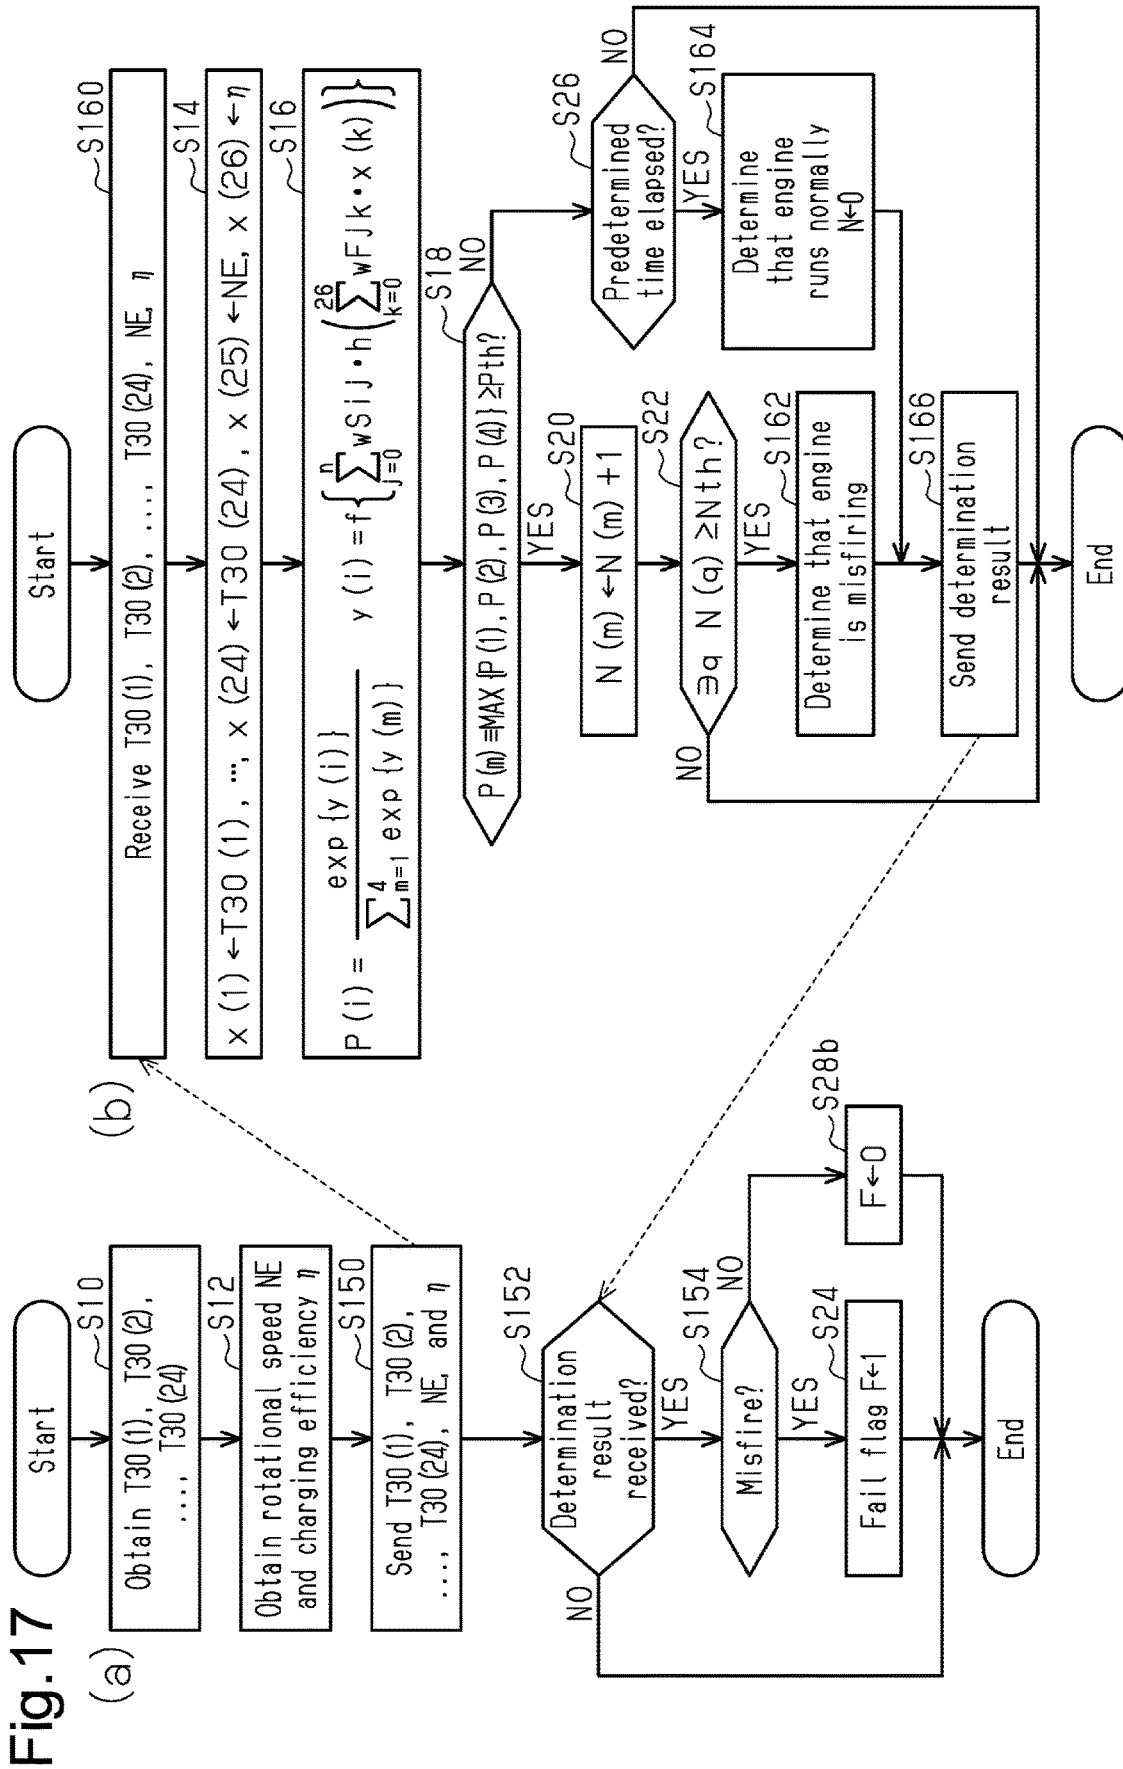 Fig.17
(a)
Start
S10
Obtain T30(1), T30(2),
...., T30(24)
S12
Obtain rotational speed NE
and charging efficiency η
S150
Send T30(1), T30(2),
...., T30(24), NE, and η
S152
Determination
result
received?
NO
YES
S154
Misfire?
NO
YES
S24
Fail flag F←1
S28b
F←0
End
(b)
Start
S160
Receive T30(1), T30(2), ...., T30(24), NE, η
S14
x(1)←T30(1), …, x(24)←T30(24), x(25)←NE, x(26)←η
S16
P(i) = exp{y(i)} / ∑4m=1 exp{y(m)}   y(i) = f{∑nj=0 wSij·h(∑26k=0 wFjk·x(k))}
S18
P(m)≡MAX{P(1), P(2), P(3), P(4)}≥Pth?
NO
YES
S20
N(m)←N(m)+1
S22
∃q N(q)≥Nth?
NO
YES
S162
Determine that engine
is misfiring
S26
Predetermined
time elapsed?
NO
YES
S164
Determine
that engine
runs normally
N←0
S166
Send determination
result
End